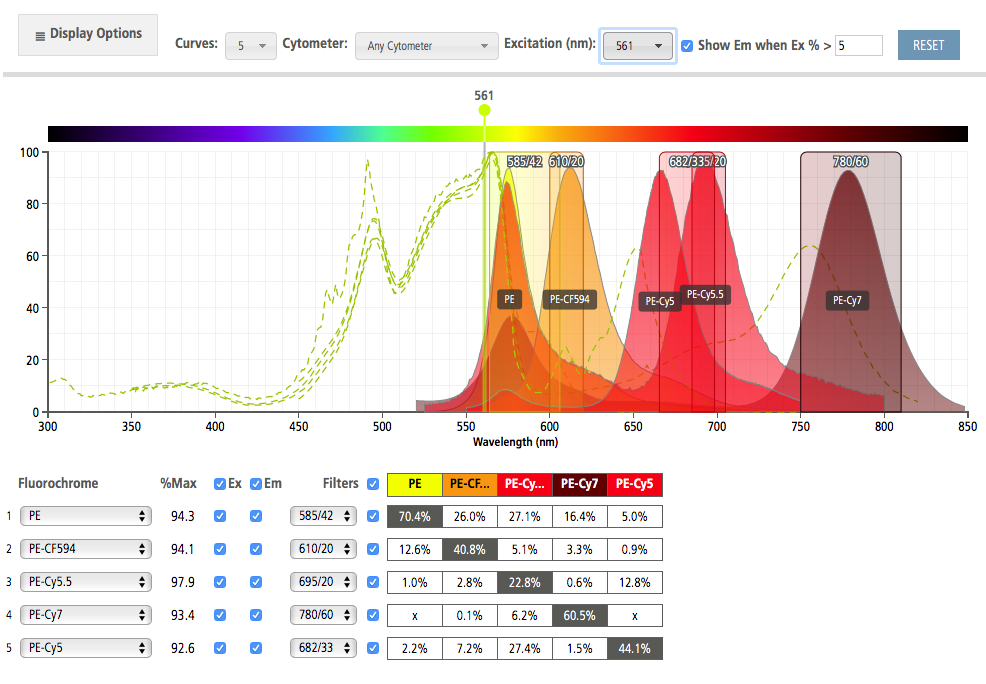 Display Options
Curves: 5 Cytometer: Any Cytometer Excitation (nm): 561 Show Em when Ex % > 5 RESET
561
100 585/42 610/20 682/335/20 780/60
80
60
40 PE PE-CF594 PE-Cy5 PE-Cy5.5 PE-Cy7
20
0
300 350 400 450 500 550 600 650 700 750 800 850
Wavelength (nm)
Fluorochrome %Max Ex Em Filters PE PE-CF... PE-Cy... PE-Cy7 PE-Cy5
1 PE 94.3 585/42 70.4% 26.0% 27.1% 16.4% 5.0%
2 PE-CF594 94.1 610/20 12.6% 40.8% 5.1% 3.3% 0.9%
3 PE-Cy5.5 97.9 695/20 1.0% 2.8% 22.8% 0.6% 12.8%
4 PE-Cy7 93.4 780/60 x 0.1% 6.2% 60.5% x
5 PE-Cy5 92.6 682/33 2.2% 7.2% 27.4% 1.5% 44.1%